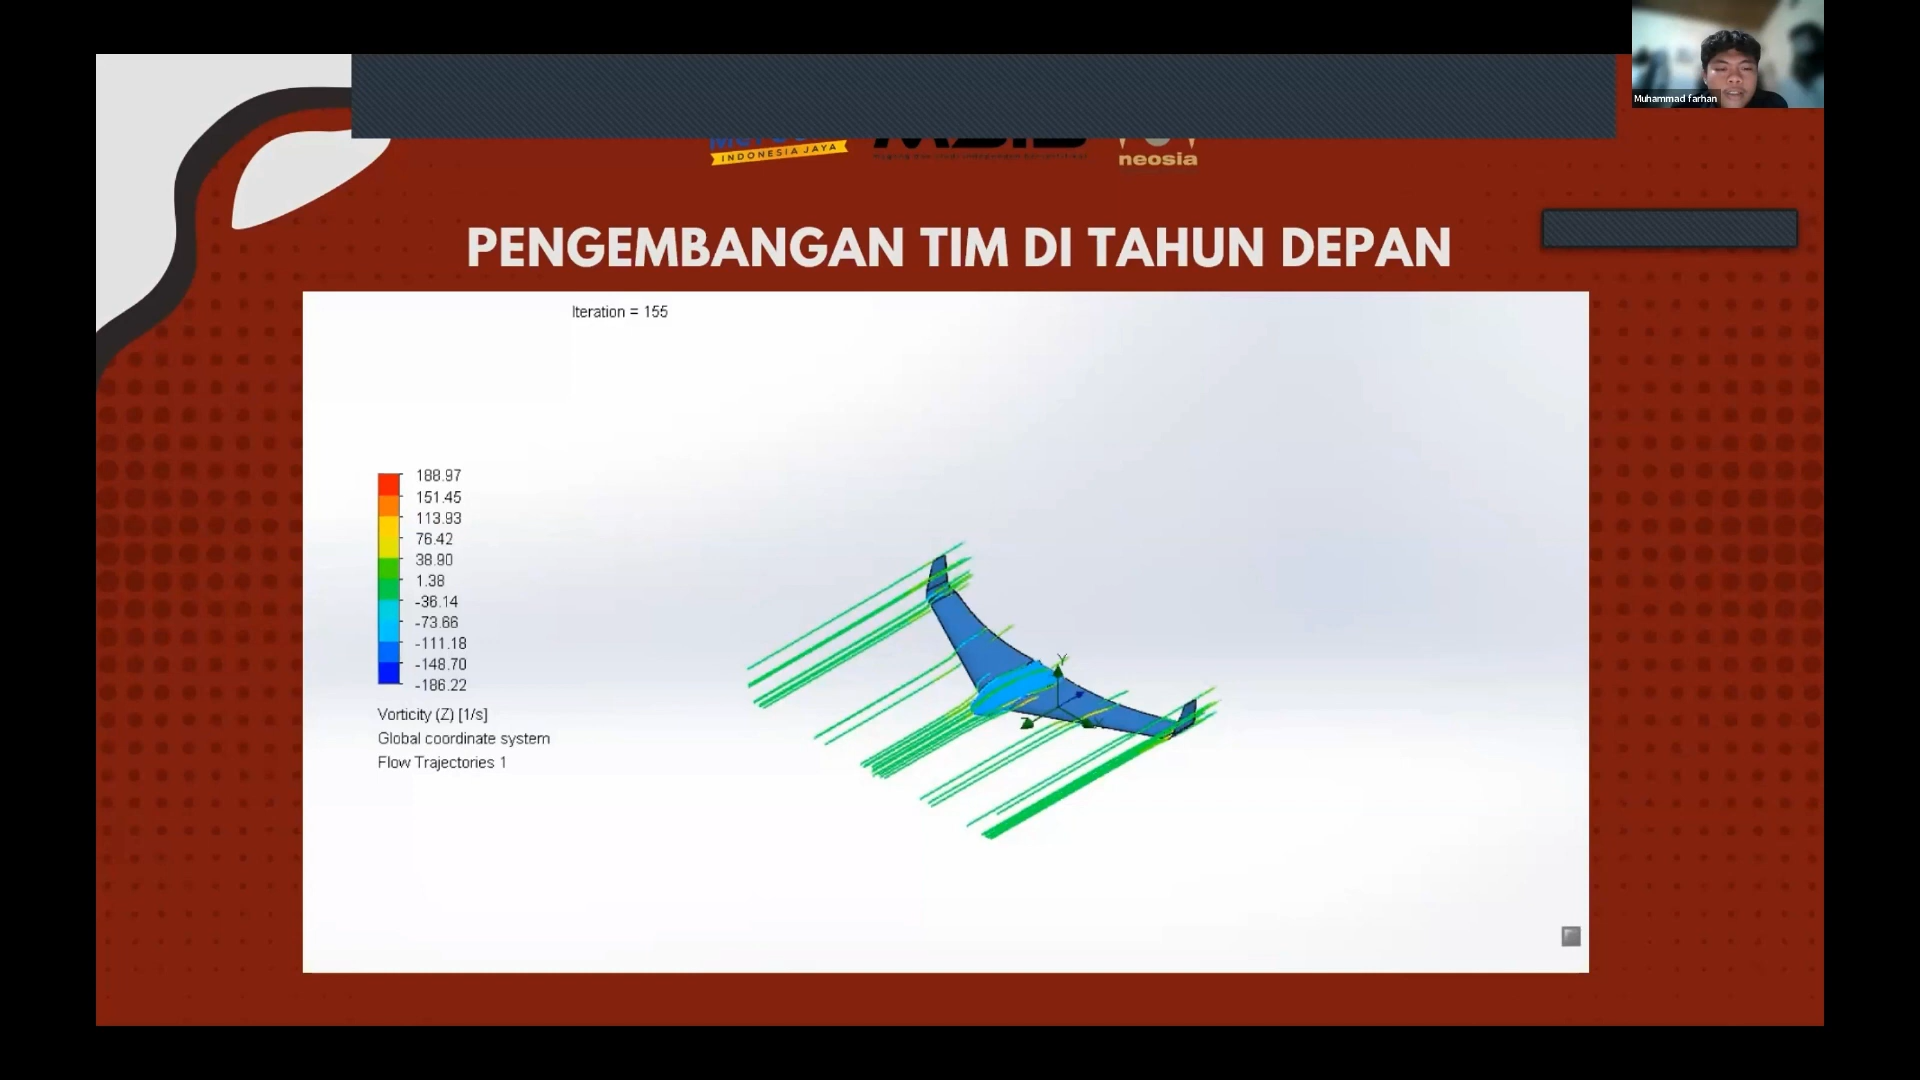 Muhammad farhan
INDONESIA JAYA
neosia
PENGEMBANGAN TIM DI TAHUN DEPAN
Iteration = 155
188.97
151.45
113.93
76.42
38.90
1.38
-36.14
-73.66
-111.18
-148.70
-186.22
Vorticity (Z) [1/s]
Global coordinate system
Flow Trajectories 1
Y